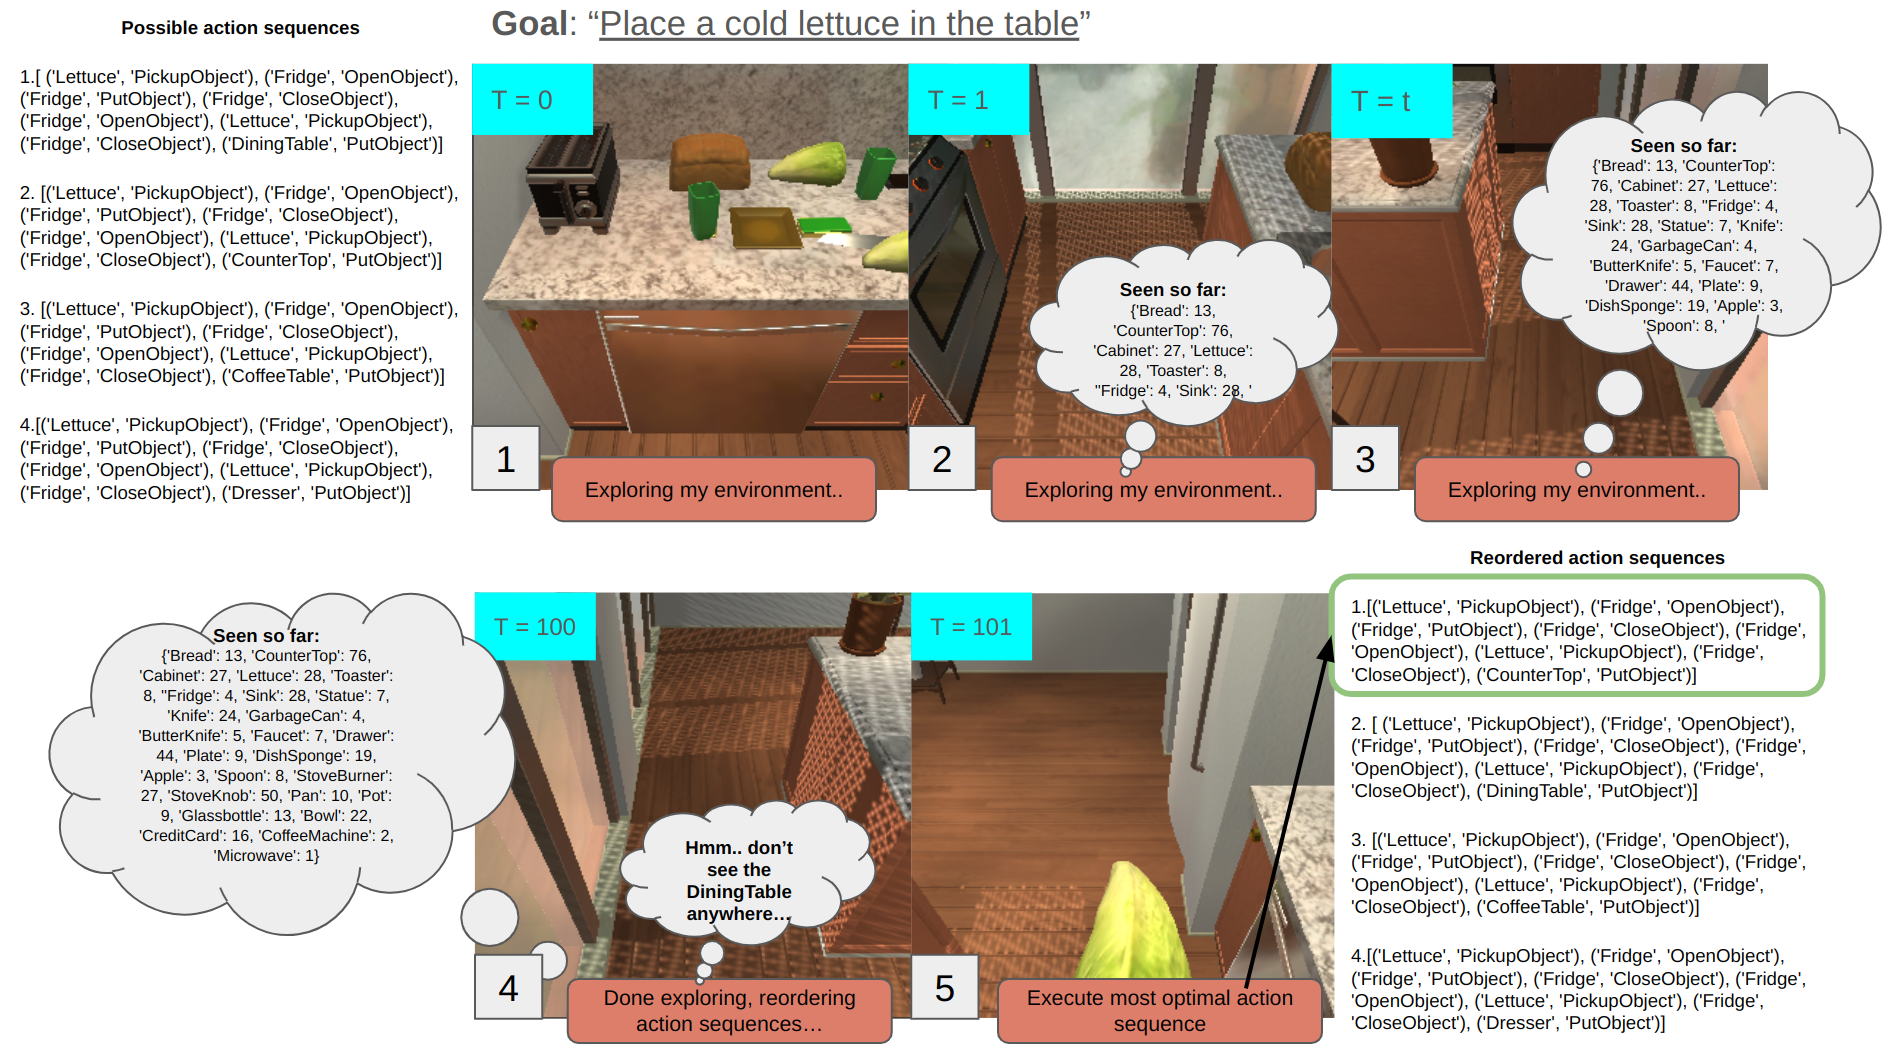 Possible action sequences
Goal: “Place a cold lettuce in the table”
1.[ ('Lettuce', 'PickupObject'), ('Fridge', 'OpenObject'),
('Fridge', 'PutObject'), ('Fridge', 'CloseObject'),
('Fridge', 'OpenObject'), ('Lettuce', 'PickupObject'),
('Fridge', 'CloseObject'), ('DiningTable', 'PutObject')]
2. [('Lettuce', 'PickupObject'), ('Fridge', 'OpenObject'),
('Fridge', 'PutObject'), ('Fridge', 'CloseObject'),
('Fridge', 'OpenObject'), ('Lettuce', 'PickupObject'),
('Fridge', 'CloseObject'), ('CounterTop', 'PutObject')]
3. [('Lettuce', 'PickupObject'), ('Fridge', 'OpenObject'),
('Fridge', 'PutObject'), ('Fridge', 'CloseObject'),
('Fridge', 'OpenObject'), ('Lettuce', 'PickupObject'),
('Fridge', 'CloseObject'), ('CoffeeTable', 'PutObject')]
4.[('Lettuce', 'PickupObject'), ('Fridge', 'OpenObject'),
('Fridge', 'PutObject'), ('Fridge', 'CloseObject'),
('Fridge', 'OpenObject'), ('Lettuce', 'PickupObject'),
('Fridge', 'CloseObject'), ('Dresser', 'PutObject')]
T = 0
1
Exploring my environment..
T = 1
Seen so far:
{'Bread': 13,
'CounterTop': 76,
'Cabinet': 27, 'Lettuce':
28, 'Toaster': 8,
"Fridge': 4, 'Sink': 28, '
2
Exploring my environment..
T = t
Seen so far:
{'Bread': 13, 'CounterTop':
76, 'Cabinet': 27, 'Lettuce':
28, 'Toaster': 8, "Fridge': 4,
'Sink': 28, 'Statue': 7, 'Knife':
24, 'GarbageCan': 4,
'ButterKnife': 5, 'Faucet': 7,
'Drawer': 44, 'Plate': 9,
'DishSponge': 19, 'Apple': 3,
'Spoon': 8, '
3
Exploring my environment..
Seen so far:
{'Bread': 13, 'CounterTop': 76,
'Cabinet': 27, 'Lettuce': 28, 'Toaster':
8, "Fridge': 4, 'Sink': 28, 'Statue': 7,
'Knife': 24, 'GarbageCan': 4,
'ButterKnife': 5, 'Faucet': 7, 'Drawer':
44, 'Plate': 9, 'DishSponge': 19,
'Apple': 3, 'Spoon': 8, 'StoveBurner':
27, 'StoveKnob': 50, 'Pan': 10, 'Pot':
9, 'Glassbottle': 13, 'Bowl': 22,
'CreditCard': 16, 'CoffeeMachine': 2,
'Microwave': 1}
T = 100
Hmm.. don’t
see the
DiningTable
anywhere…
4
Done exploring, reordering
action sequences…
T = 101
5
Execute most optimal action
sequence
Reordered action sequences
1.[('Lettuce', 'PickupObject'), ('Fridge', 'OpenObject'),
('Fridge', 'PutObject'), ('Fridge', 'CloseObject'), ('Fridge',
'OpenObject'), ('Lettuce', 'PickupObject'), ('Fridge',
'CloseObject'), ('CounterTop', 'PutObject')]
2. [ ('Lettuce', 'PickupObject'), ('Fridge', 'OpenObject'),
('Fridge', 'PutObject'), ('Fridge', 'CloseObject'), ('Fridge',
'OpenObject'), ('Lettuce', 'PickupObject'), ('Fridge',
'CloseObject'), ('DiningTable', 'PutObject')]
3. [('Lettuce', 'PickupObject'), ('Fridge', 'OpenObject'),
('Fridge', 'PutObject'), ('Fridge', 'CloseObject'), ('Fridge',
'OpenObject'), ('Lettuce', 'PickupObject'), ('Fridge',
'CloseObject'), ('CoffeeTable', 'PutObject')]
4.[('Lettuce', 'PickupObject'), ('Fridge', 'OpenObject'),
('Fridge', 'PutObject'), ('Fridge', 'CloseObject'), ('Fridge',
'OpenObject'), ('Lettuce', 'PickupObject'), ('Fridge',
'CloseObject'), ('Dresser', 'PutObject')]